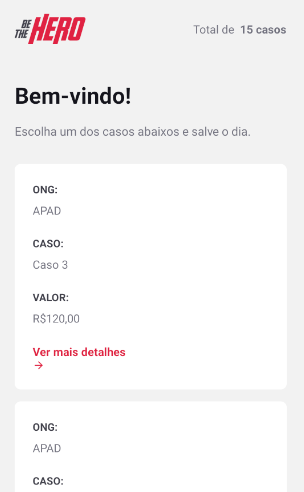 BE THE HERO
Total de 15 casos
Bem-vindo!
Escolha um dos casos abaixos e salve o dia.
ONG:
APAD
CASO:
Caso 3
VALOR:
R$120,00
Ver mais detalhes
→
ONG:
APAD
CASO: